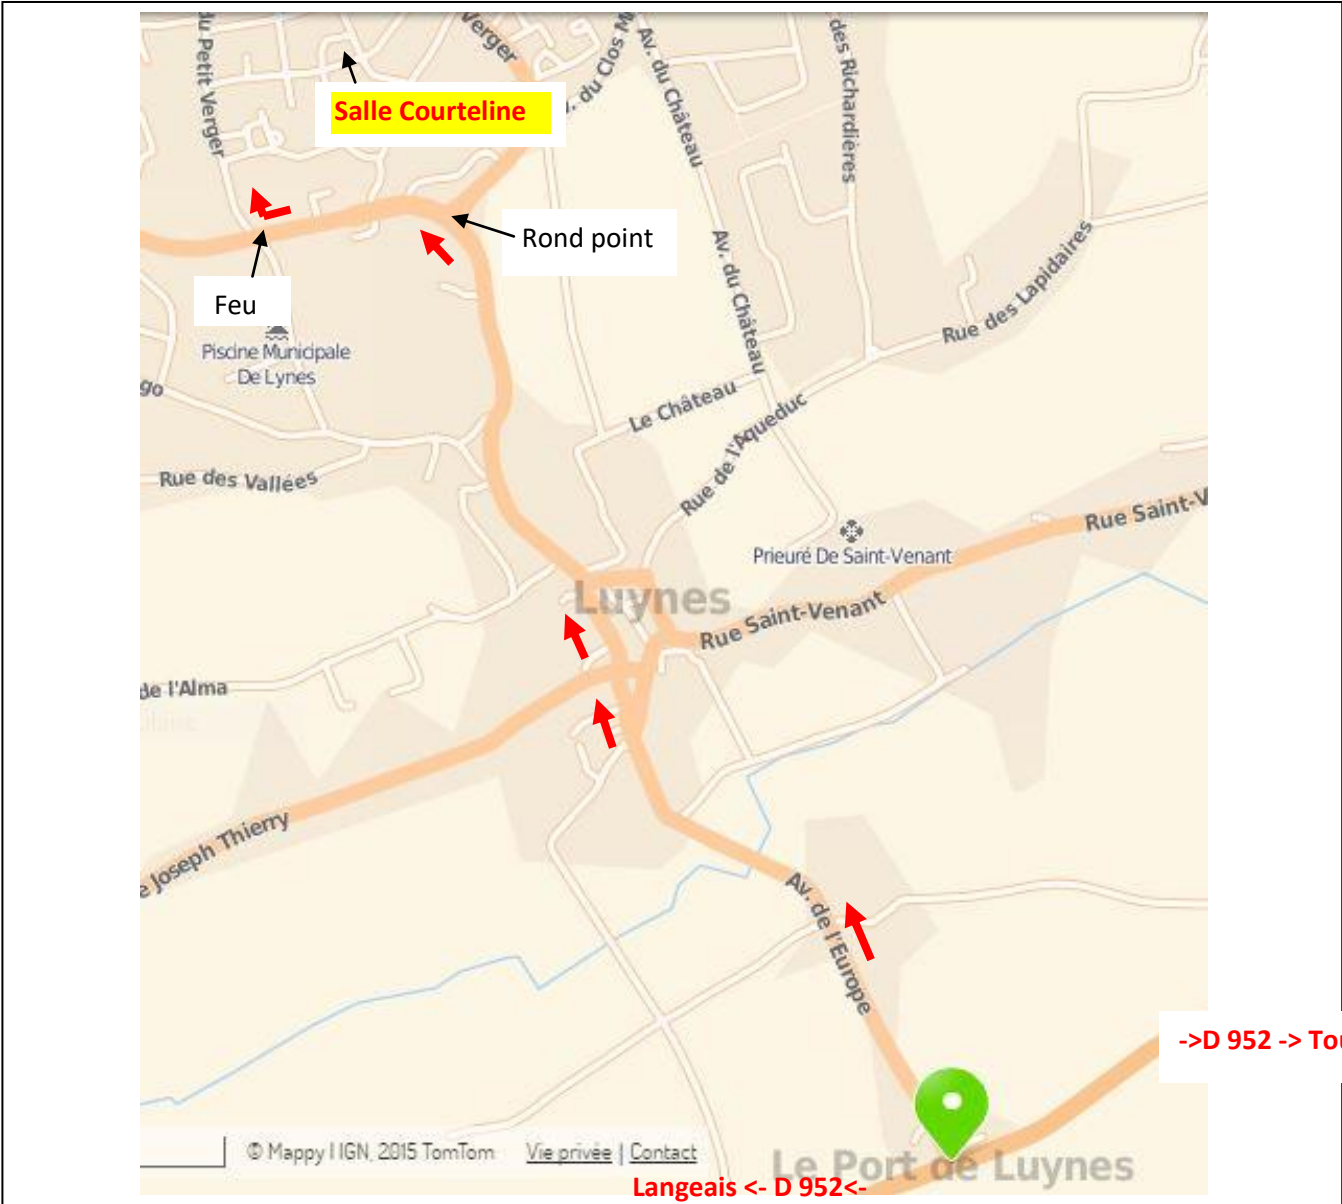 du Petit Verger
Verger
Av. du Clos M
Av. du Château
des Richardières
Salle Courteline
Rond point
Feu
Piscine Municipale
De Lynes
Av. du Château
Rue des Lapidaires
go
Le Château
Rue de l'Aqueduc
Rue des Vallées
Rue Saint-V
Prieuré De Saint-Venant
Luynes
Rue Saint-Venant
de l'Alma
e Joseph Thierry
Av. de l'Europe
->D 952 -> Tou
© Mappy I IGN, 2015 TomTom Vie privée | Contact
Le Port de Luynes
Langeais <- D 952<-